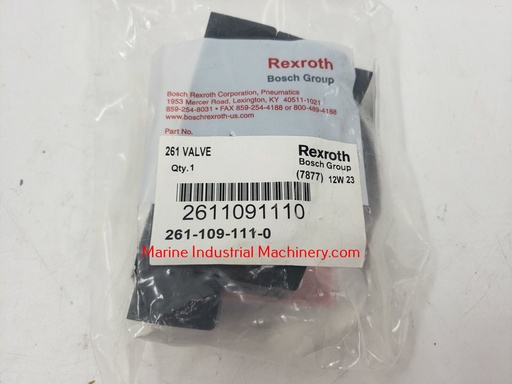 Rexroth
Bosch Group
Bosch Rexroth Corporation, Pneumatics
1953 Mercer Road, Lexington, KY 40511-1021
859-254-8031 • Fax 859-254-4188 or 800-489-4188
www.boschrexroth-us.com
Part No.
261 VALVE
Rexroth
Qty. 1
Bosch Group
(7877) 12W 23
2611091110
261-109-111-0
Marine Industrial Machinery.com